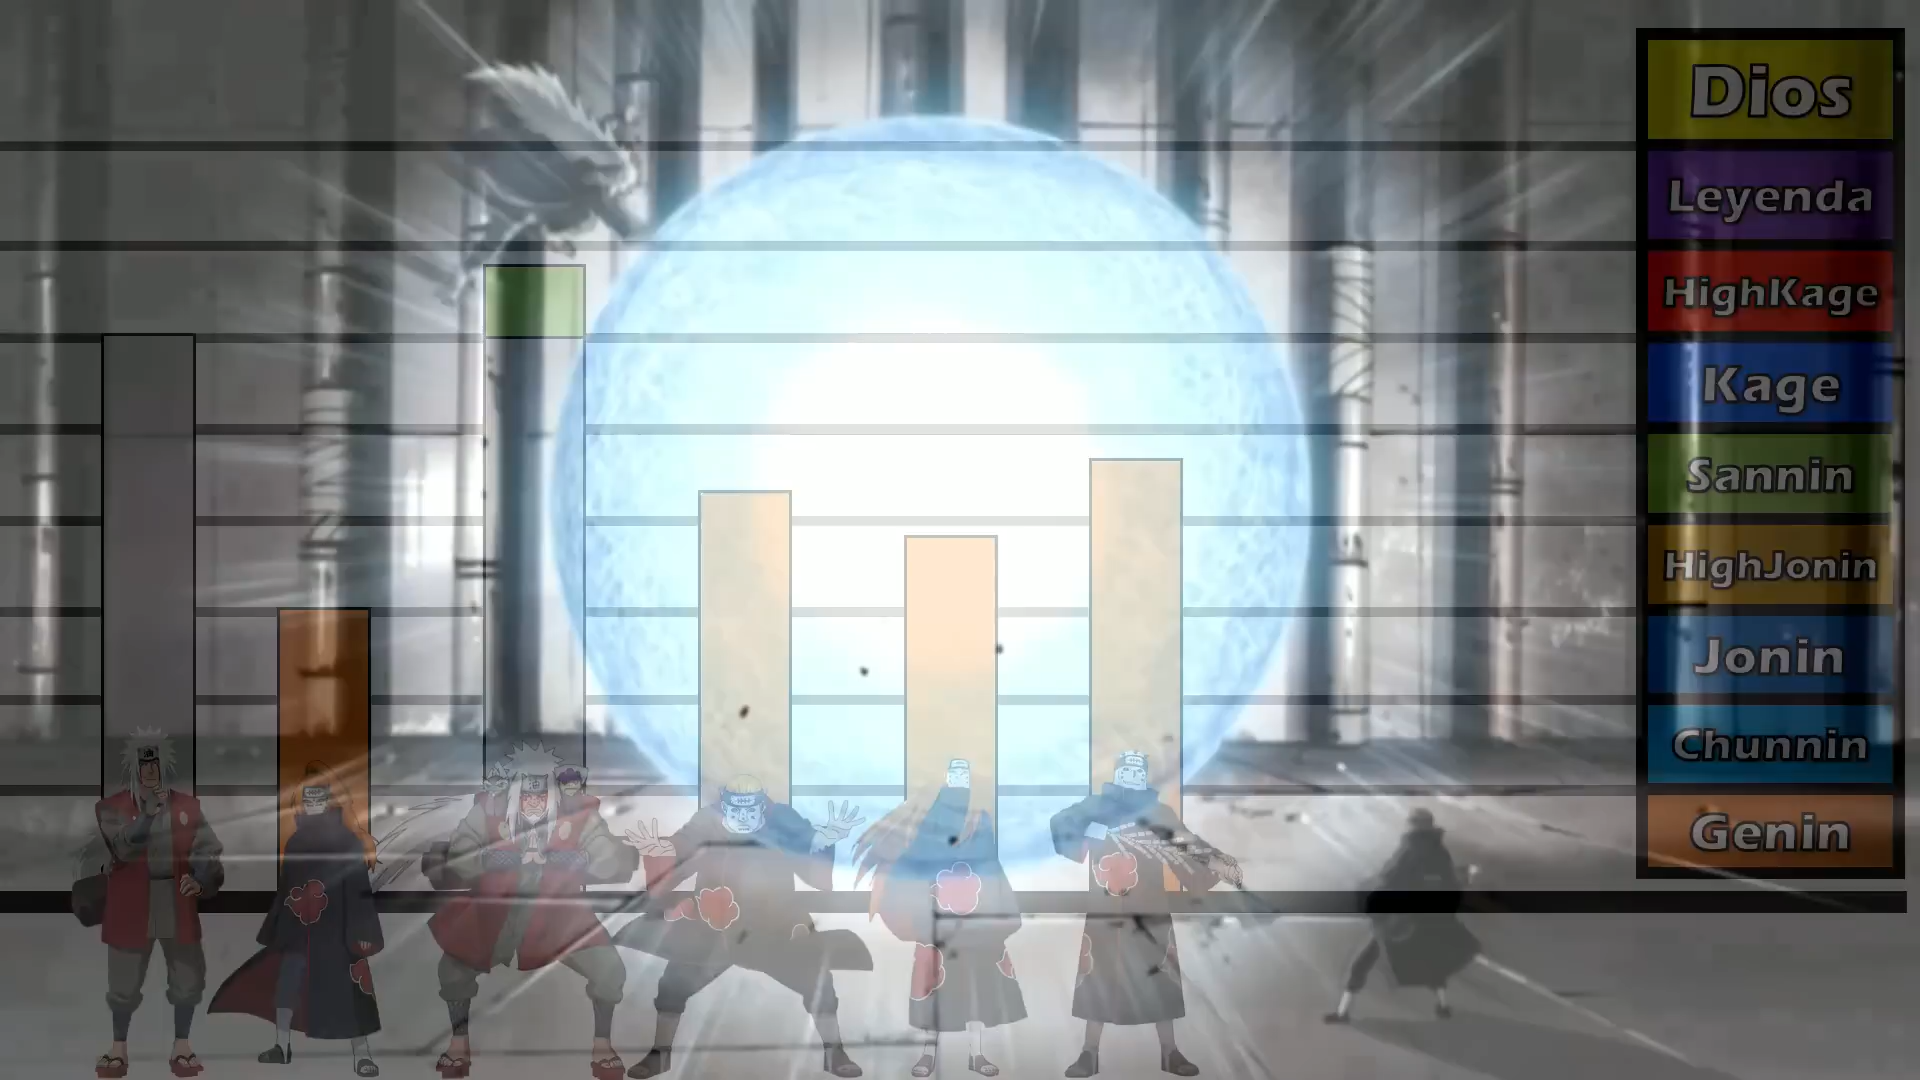 Dios
Leyenda
HighKage
Kage
Sannin
HighJonin
Jonin
Chunnin
Genin